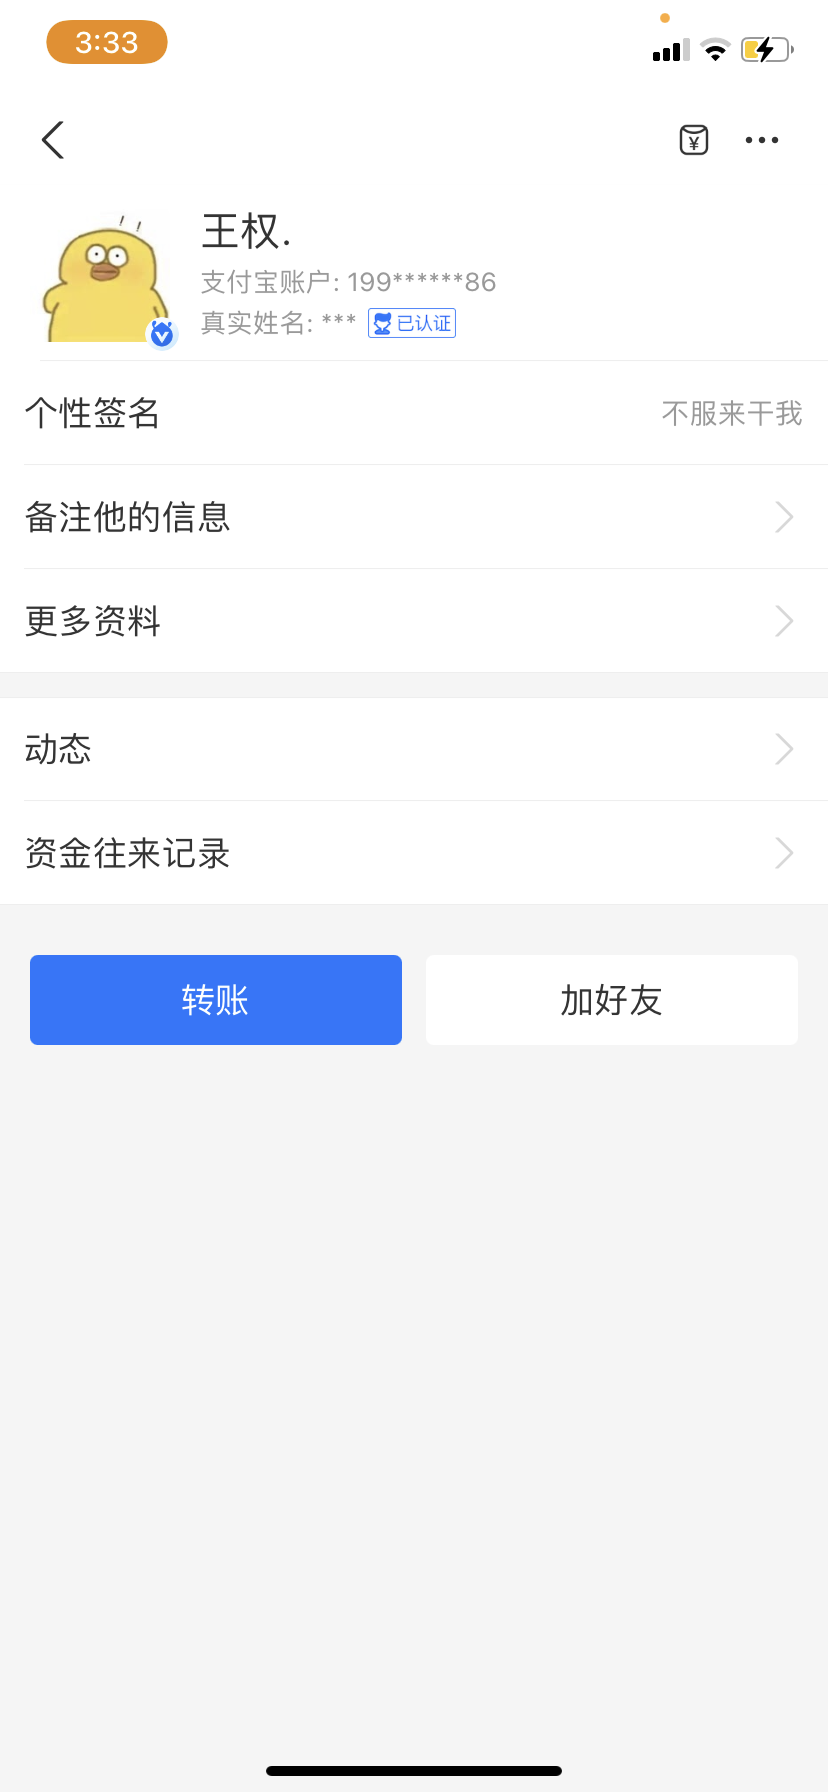 3:33
王权.
支付宝账户: 199******86
真实姓名: *** 已认证
个性签名 不服来干我
备注他的信息
更多资料
动态
资金往来记录
转账 加好友